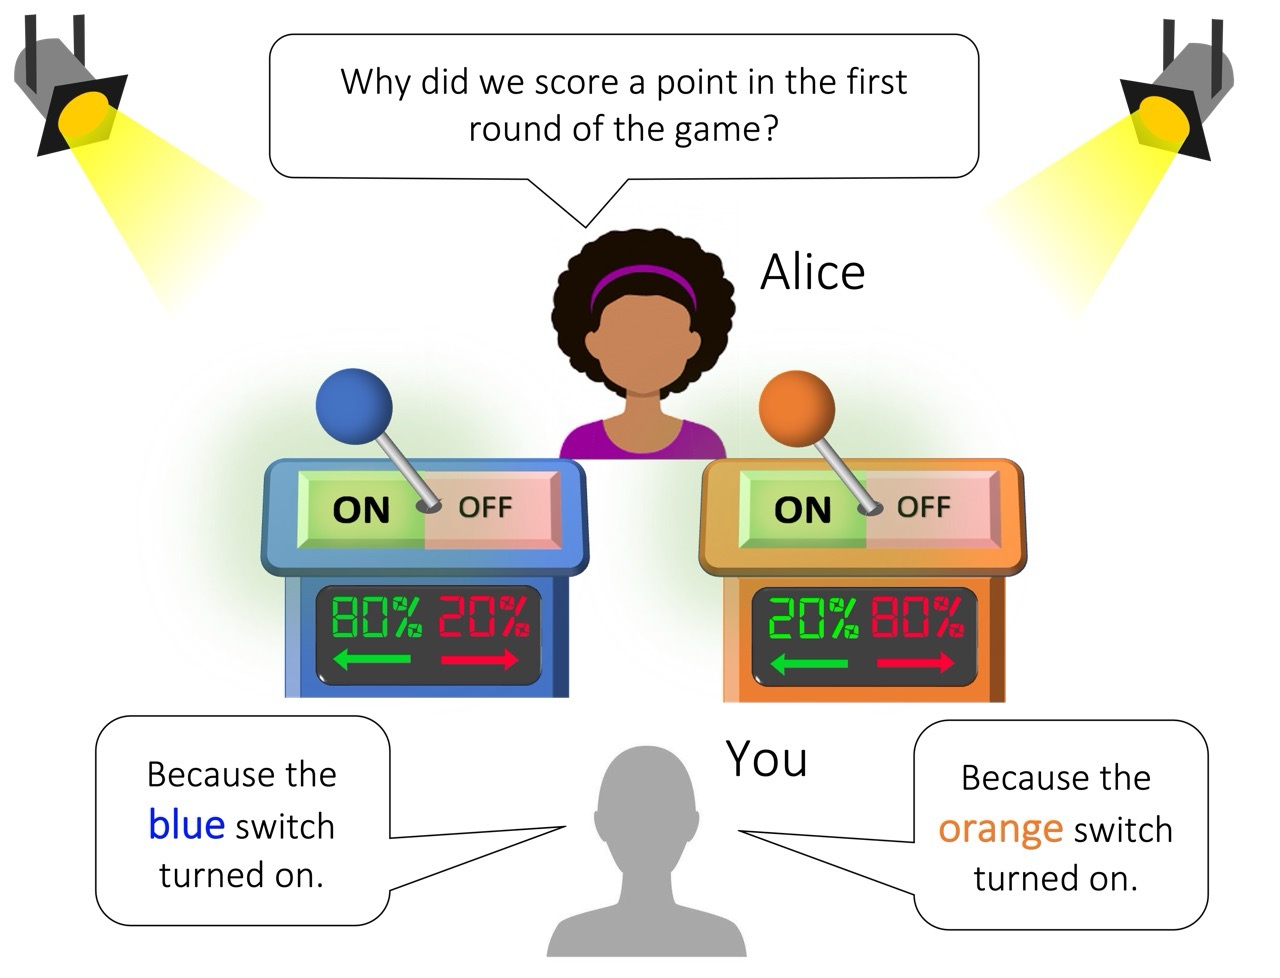 Why did we score a point in the first
round of the game?
Alice
ON OFF
ON OFF
80% 20%
20% 80%
You
Because the
blue switch
turned on.
Because the
orange switch
turned on.